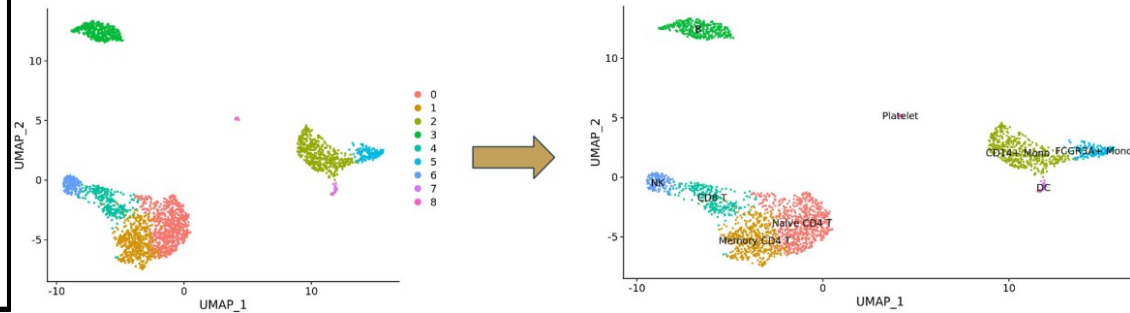 10
5
0
-5
UMAP_2
-10
0
10
UMAP_1
0
1
2
3
4
5
6
7
8
10
5
0
-5
UMAP_2
B
Platelet
CD14+ Mono
FCGR3A+ Mono
NK
DC
CD8 T
Naive CD4 T
Memory CD4 T
-10
0
10
UMAP_1